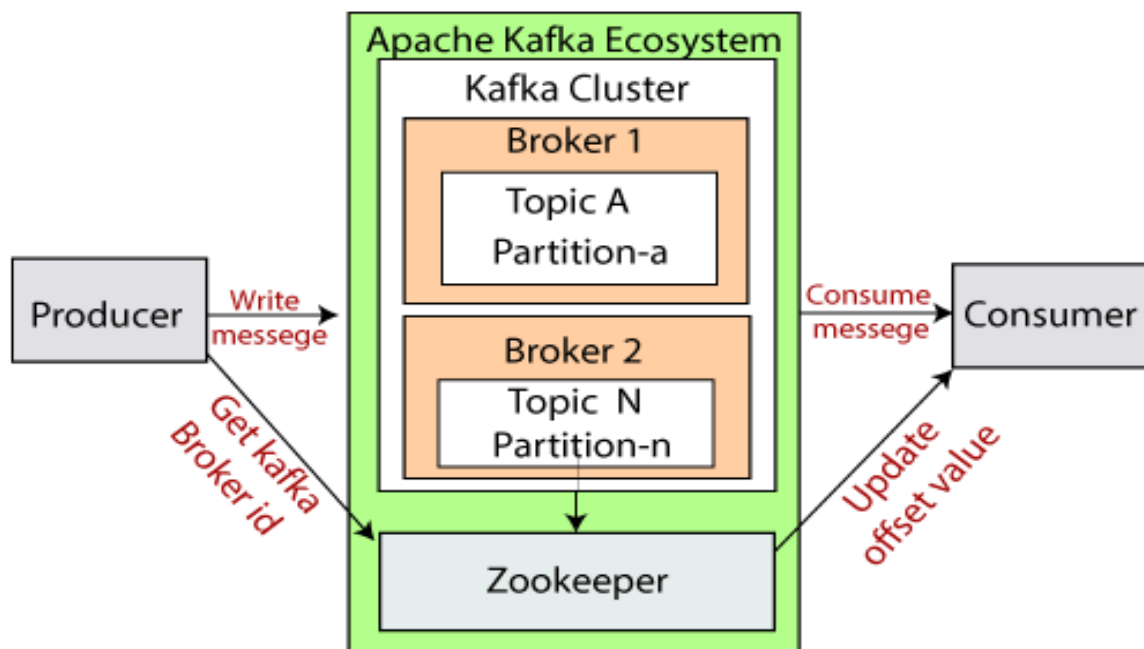 Apache Kafka Ecosystem
Kafka Cluster
Broker 1
Topic A
Partition-a
Producer
Write
messege
Consume
messege
Consumer
Broker 2
Topic N
Partition-n
Get kafka
Broker id
Update
offset value
Zookeeper